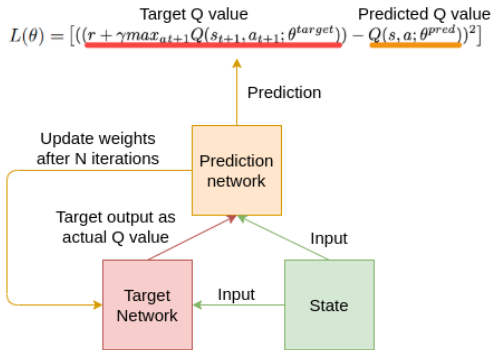 Target Q value
Predicted Q value
L(θ) = [((r + γmax_{at+1}Q(s_{t+1}, a_{t+1}; θ^{target})) − Q(s, a; θ^{pred}))^2]
Prediction
Update weights
after N iterations
Prediction
network
Target output as
actual Q value
Input
Target
Network
Input
State